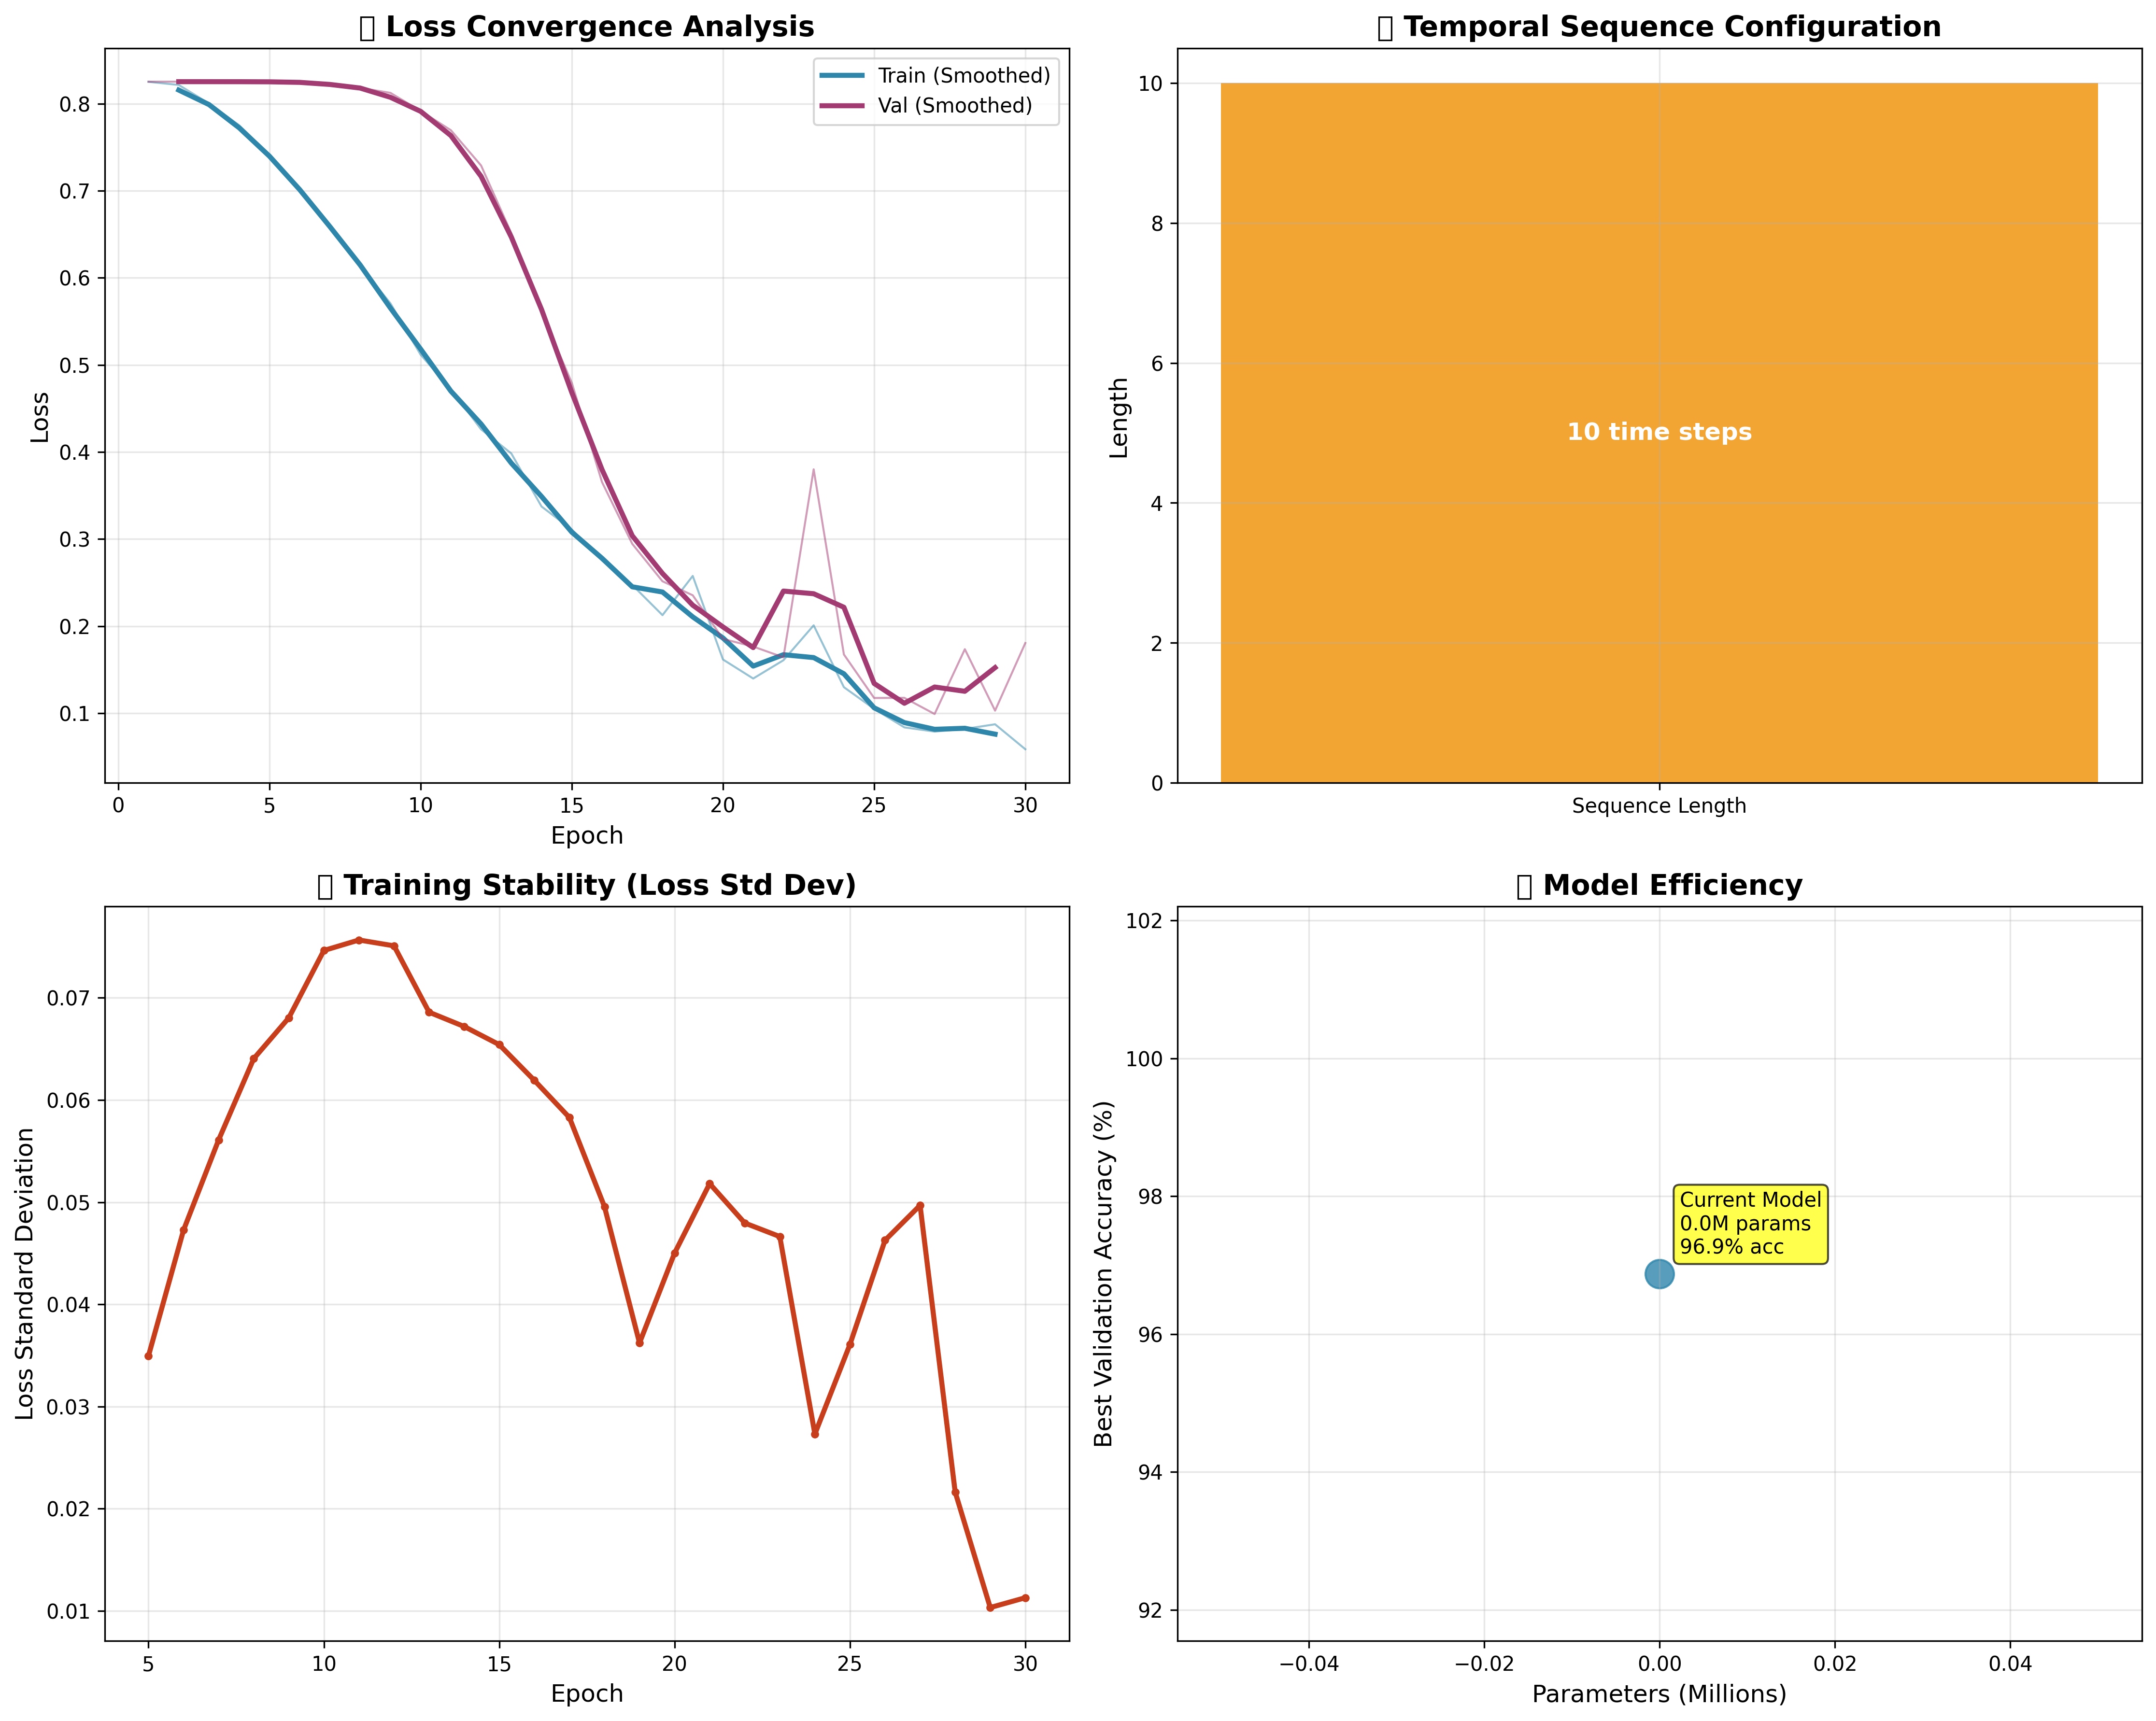 Loss Convergence Analysis
Train (Smoothed)
Val (Smoothed)
0.8
0.7
0.6
0.5
0.4
0.3
0.2
0.1
Loss
0 5 10 15 20 25 30
Epoch
Temporal Sequence Configuration
10
8
6
4
2
0
Length
10 time steps
Sequence Length
Training Stability (Loss Std Dev)
0.07
0.06
0.05
0.04
0.03
0.02
0.01
Loss Standard Deviation
5 10 15 20 25 30
Epoch
Model Efficiency
102
100
98
96
94
92
Best Validation Accuracy (%)
Current Model
0.0M params
96.9% acc
−0.04 −0.02 0.00 0.02 0.04
Parameters (Millions)